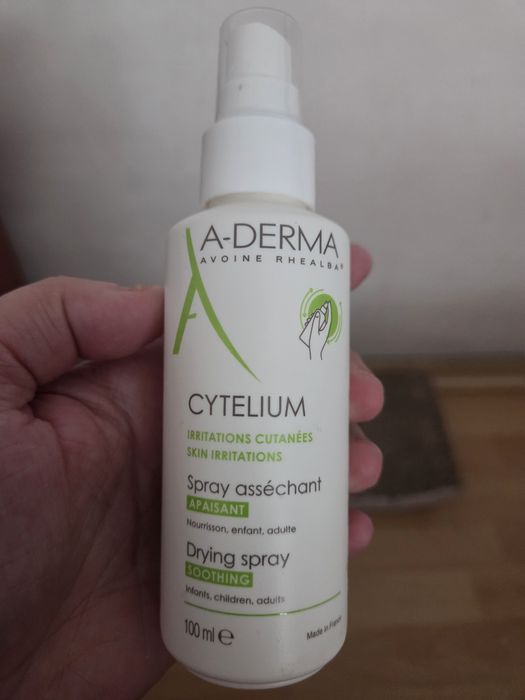 A-DERMA
AVOINE RHEALBA®
CYTELIUM
IRRITATIONS CUTANÉES
SKIN IRRITATIONS
Spray asséchant
APAISANT
Nourrisson, enfant, adulte
Drying spray
SOOTHING
Infants, children, adults
100 ml e
Made in France